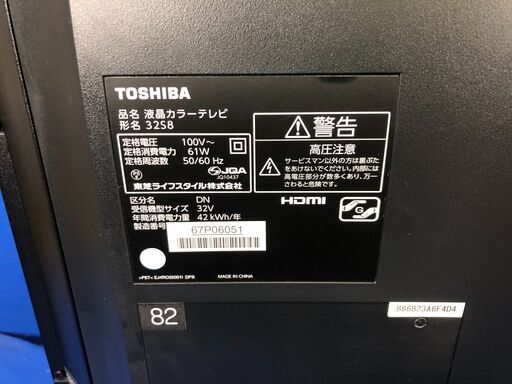 TOSHIBA
品名 液晶カラーテレビ
形名 32S8
定格電圧 100V～
定格消費電力 61W
定格周波数 50/60 Hz
JQA
JQ10437
東芝ライフスタイル株式会社
区分名 DN
受信機型サイズ 32V
年間消費電力量 42 kWh/年
製造番号
67P06051
>PET< EJ4RO32001I DPS
MADE IN CHINA
警告
高圧注意
サービスマン以外の方は裏ぶた
をあけないでください。内部には
高電圧部分が数多くあり、万一
さわると危険です。
HDMI
G
82
B86B23A6F4D4